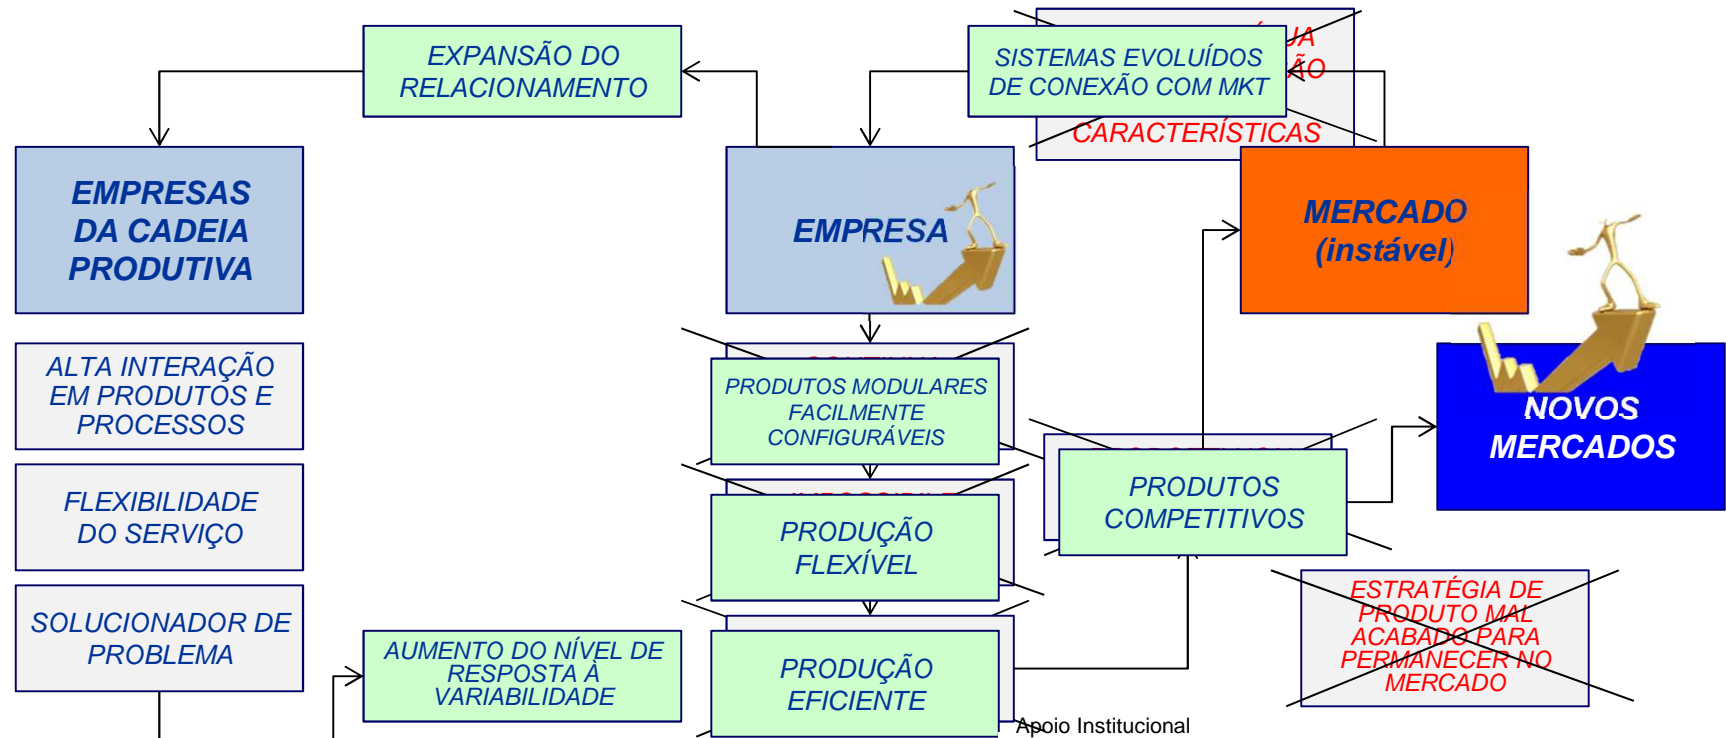 EXPANSÃO DO
RELACIONAMENTO
SISTEMAS EVOLUÍDOS
DE CONEXÃO COM MKT
CARACTERÍSTICAS
EMPRESAS
DA CADEIA
PRODUTIVA
EMPRESA
MERCADO
(instável)
ALTA INTERAÇÃO
EM PRODUTOS E
PROCESSOS
PRODUTOS MODULARES
FACILMENTE
CONFIGURÁVEIS
NOVOS
MERCADOS
FLEXIBILIDADE
DO SERVIÇO
PRODUÇÃO
FLEXÍVEL
PRODUTOS
COMPETITIVOS
SOLUCIONADOR DE
PROBLEMA
AUMENTO DO NÍVEL DE
RESPOSTA À
VARIABILIDADE
PRODUÇÃO
EFICIENTE
ESTRATÉGIA DE
PRODUTO MAL
ACABADO PARA
PERMANECER NO
MERCADO
Apoio Institucional